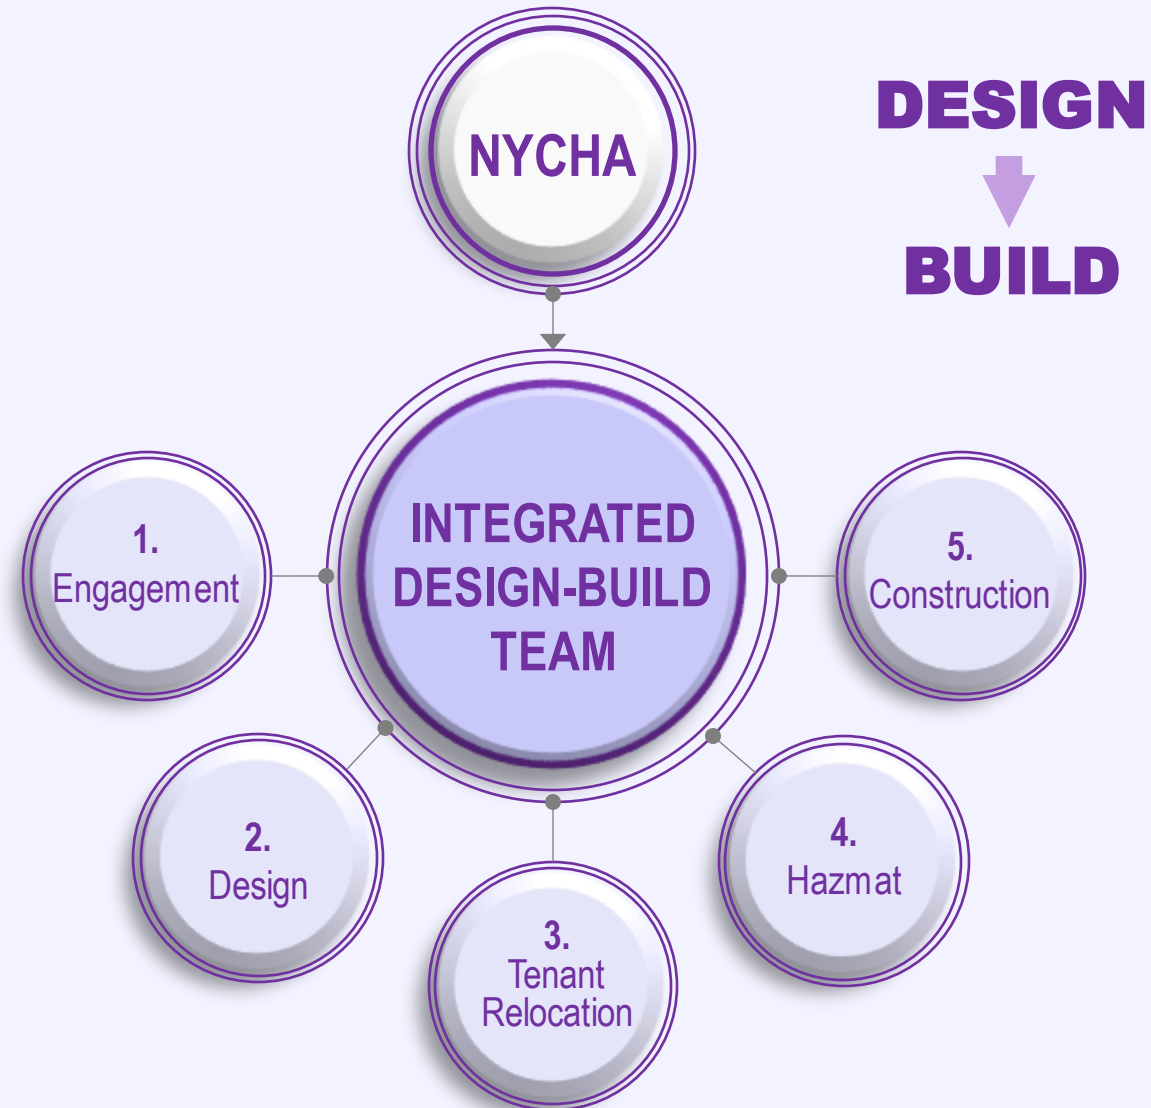 NYCHA
DESIGN
BUILD
INTEGRATED
DESIGN-BUILD
TEAM
1.
Engagement
2.
Design
3.
Tenant
Relocation
4.
Hazmat
5.
Construction